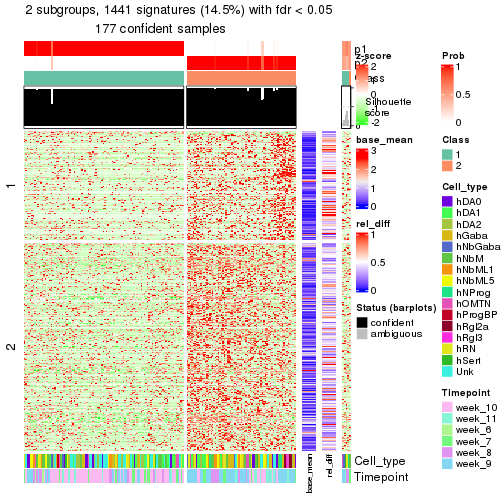 2 subgroups, 1441 signatures (14.5%) with fdr < 0.05
177 confident samples
p1
p2
Class
Silhouette
score
1
2
Cell_type
Timepoint
base_mean
rel_diff
z-score
2
1
0
-1
-2
base_mean
3
2
1
0
rel_diff
1
0.5
0
Status (barplots)
confident
ambiguous
Prob
1
0.5
0
Class
1
2
Cell_type
hDA0
hDA1
hDA2
hGaba
hNbGaba
hNbM
hNbML1
hNbML5
hNProg
hOMTN
hProgBP
hRgl2a
hRgl3
hRN
hSert
Unk
Timepoint
week_10
week_11
week_6
week_7
week_8
week_9